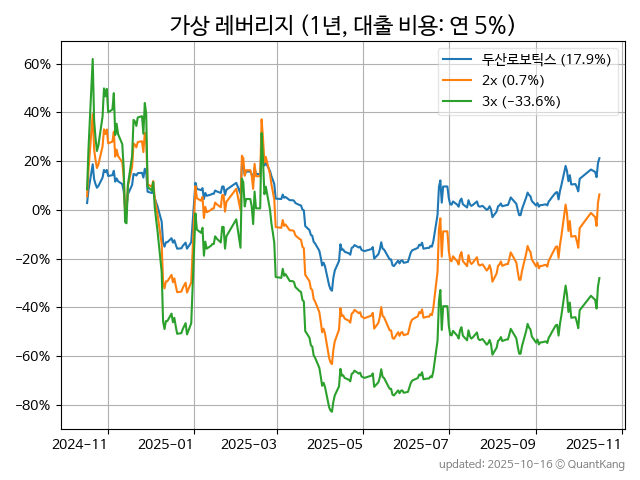 가상 레버리지 (1년, 대출 비용: 연 5%)
두산로보틱스 (17.9%)
2x (0.7%)
3x (−33.6%)
60%
40%
20%
0%
−20%
−40%
−60%
−80%
2024-11 2025-01 2025-03 2025-05 2025-07 2025-09 2025-11
updated: 2025-10-16 © QuantKang